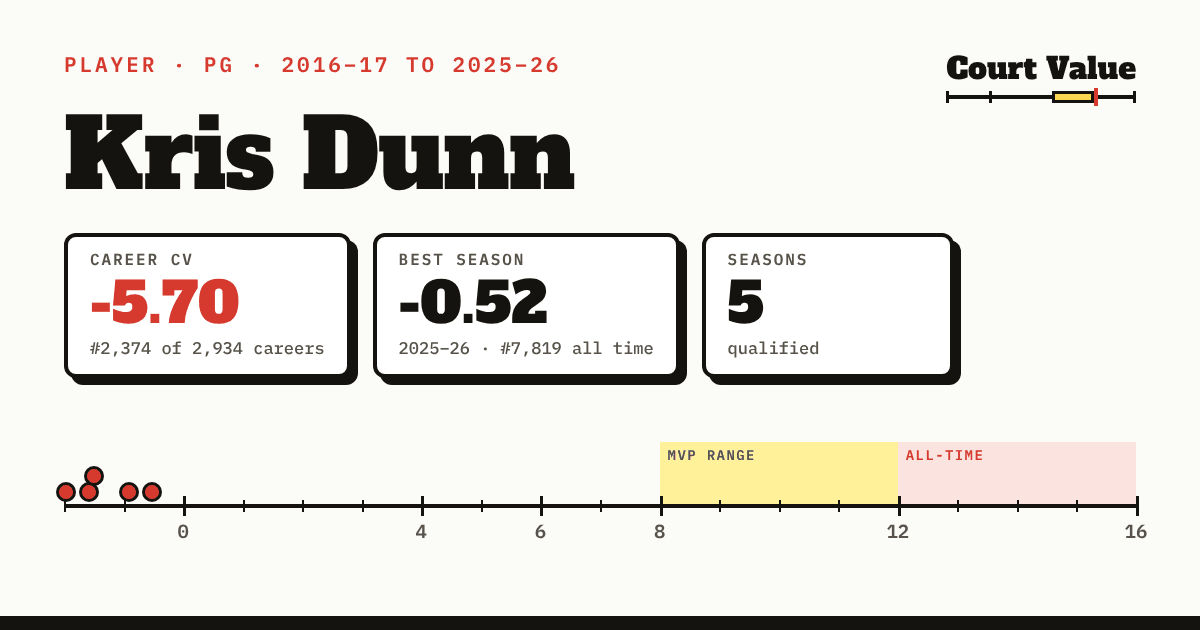 PLAYER · PG · 2016–17 TO 2025–26
Court Value
Kris Dunn
CAREER CV
-5.70
#2,374 of 2,934 careers
BEST SEASON
-0.52
2025–26 · #7,819 all time
SEASONS
5
qualified
MVP RANGE
ALL-TIME
0
4
6
8
12
16